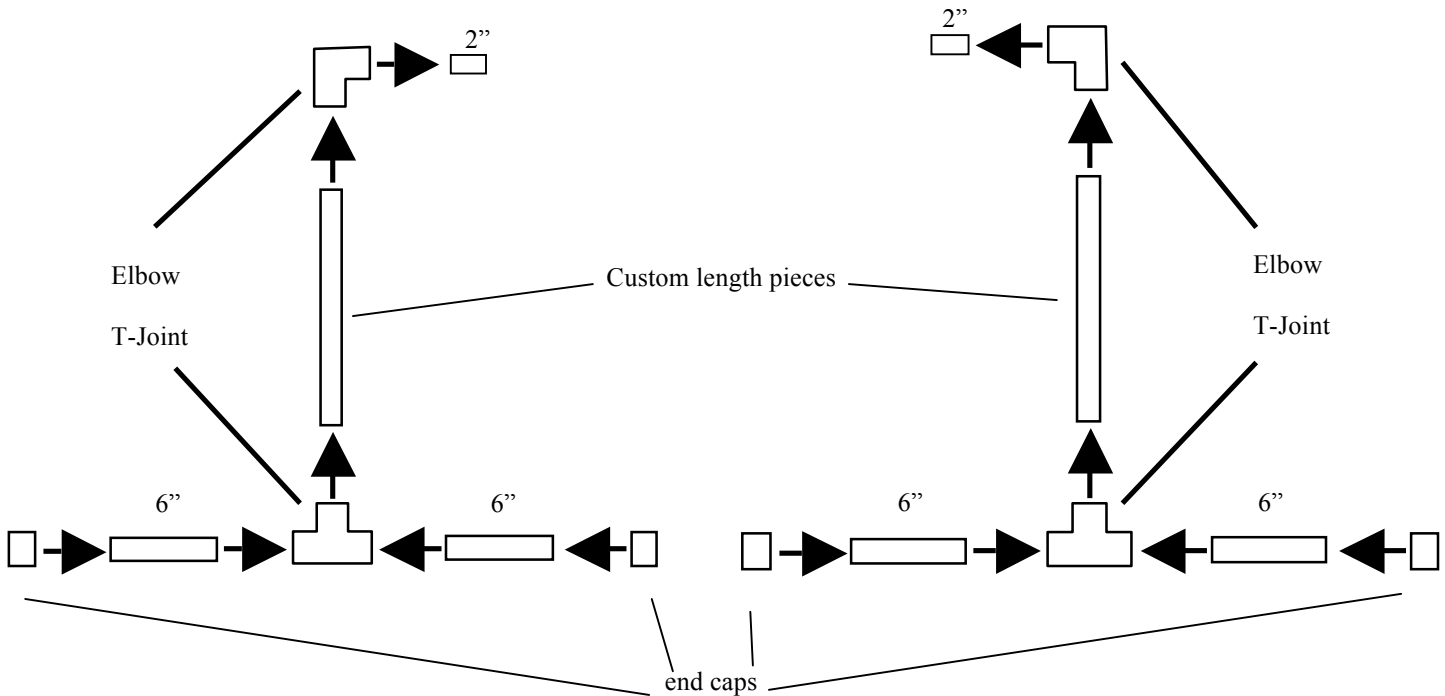 2”
2”
Elbow
Custom length pieces
Elbow
T-Joint
T-Joint
6”
6”
6”
6”
end caps